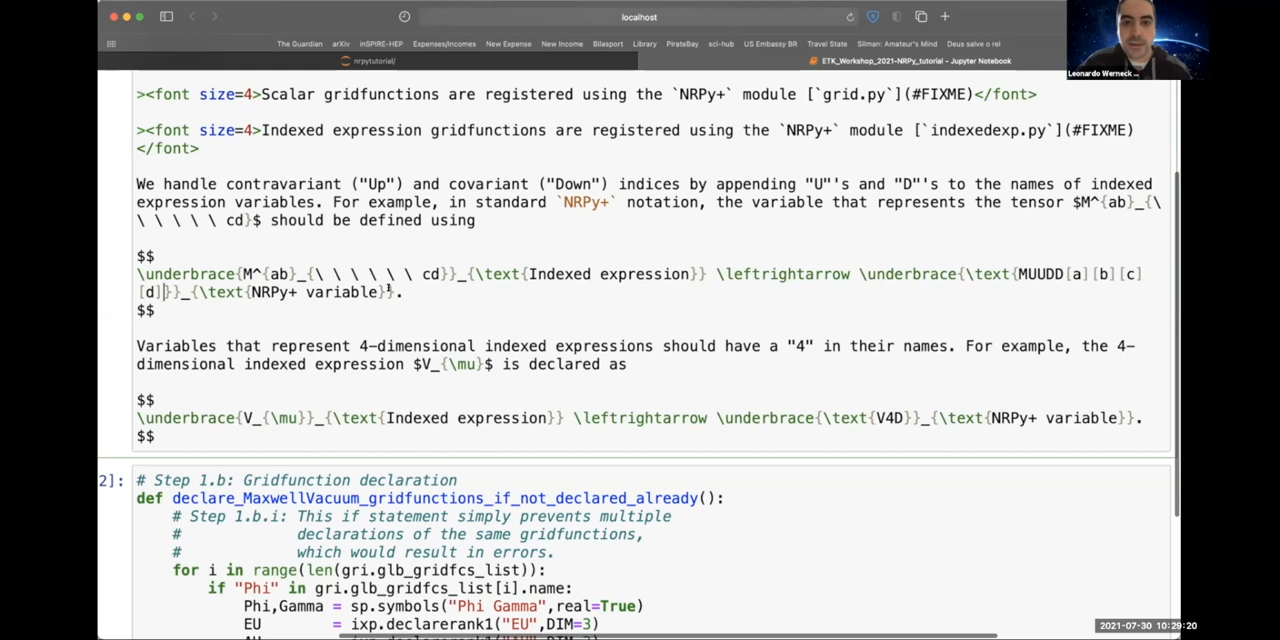 localhost
The Guardian arXiv inSPIRE-HEP Expenses/Incomes New Expense New Income Bilasport Library PirateBay sci-hub US Embassy BR Travel State Silman: Amateur's Mind Deus salve o rei
nrpytutorial/ ETK_Workshop_2021-NRPy_tutorial - Jupyter Notebook
Leonardo Werneck ...
><font size=4>Scalar gridfunctions are registered using the `NRPy+` module [`grid.py`](#FIXME)</font>
><font size=4>Indexed expression gridfunctions are registered using the `NRPy+` module [`indexedexp.py`](#FIXME)
</font>
We handle contravariant ("Up") and covariant ("Down") indices by appending "U"'s and "D"'s to the names of indexed
expression variables. For example, in standard `NRPy+` notation, the variable that represents the tensor $M^{ab}_{\
\ \ \ \ \ cd}$ should be defined using
$$
\underbrace{M^{ab}_{\ \ \ \ \ \ cd}}_{\text{Indexed expression}} \leftrightarrow \underbrace{\text{MUUDD[a][b][c]
[d]}}_{\text{NRPy+ variable}}.
$$
Variables that represent 4-dimensional indexed expressions should have a "4" in their names. For example, the 4-
dimensional indexed expression $V_{\mu}$ is declared as
$$
\underbrace{V_{\mu}}_{\text{Indexed expression}} \leftrightarrow \underbrace{\text{V4D}}_{\text{NRPy+ variable}}.
$$
2]: # Step 1.b: Gridfunction declaration
def declare_MaxwellVacuum_gridfunctions_if_not_declared_already():
# Step 1.b.i: This if statement simply prevents multiple
# declarations of the same gridfunctions,
# which would result in errors.
for i in range(len(gri.glb_gridfcs_list)):
if "Phi" in gri.glb_gridfcs_list[i].name:
Phi,Gamma = sp.symbols("Phi Gamma",real=True)
EU = ixp.declarerank1("EU",DIM=3)
2021-07-30 10:29:20